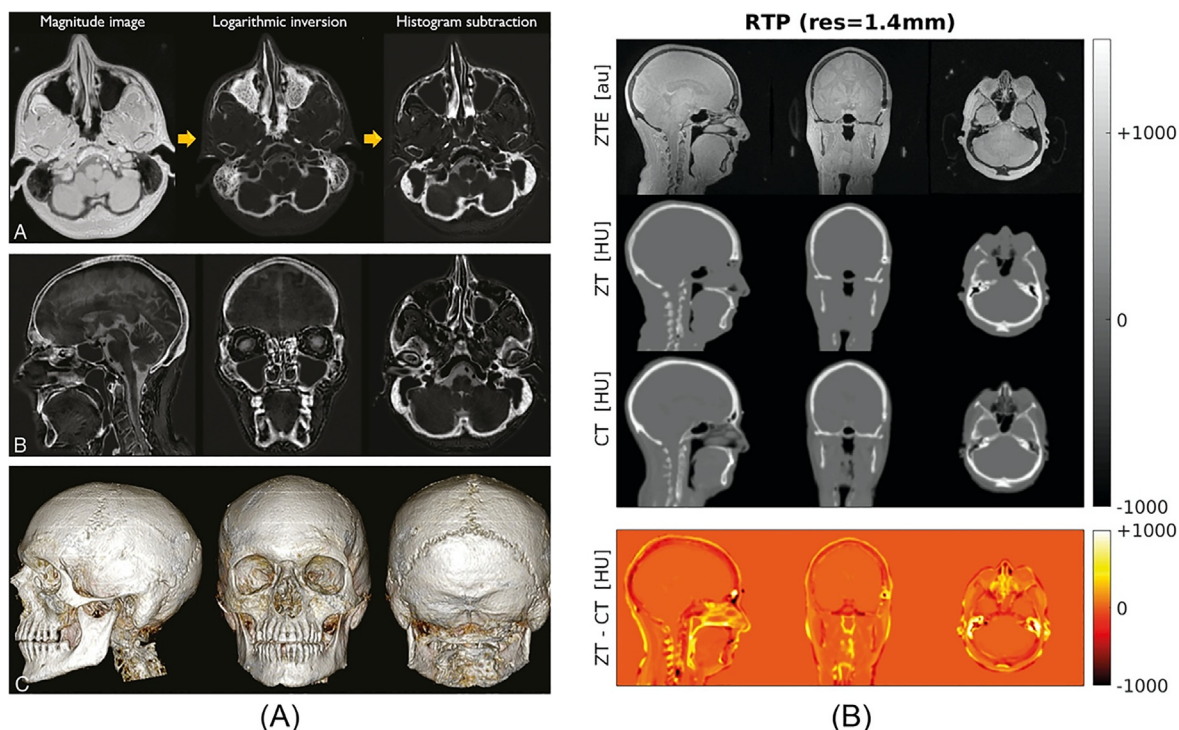 Magnitude image
Logarithmic inversion
Histogram subtraction
A
B
C
(A)
RTP (res=1.4mm)
ZTE [au]
ZT [HU]
CT [HU]
+1000
0
-1000
ZT - CT [HU]
+1000
0
-1000
(B)